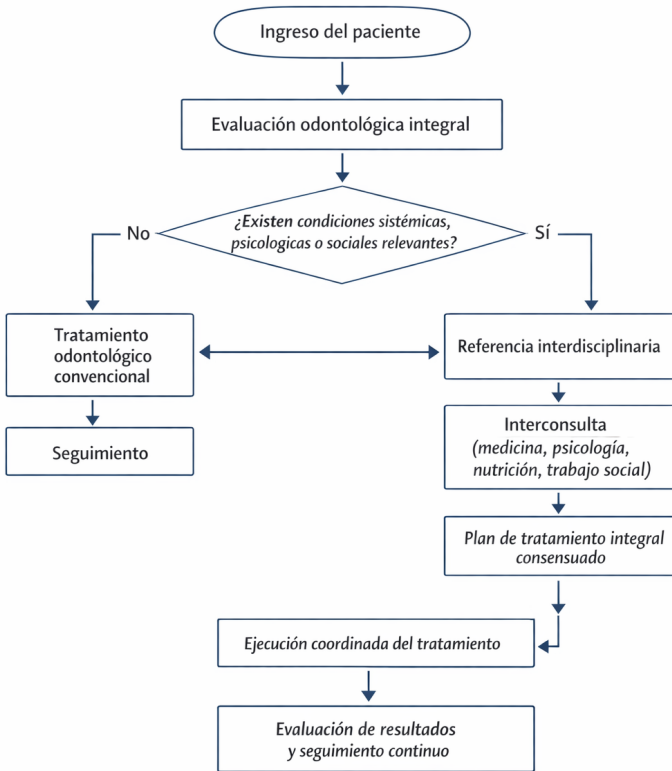 Ingreso del paciente
Evaluación odontológica integral
¿Existen condiciones sistémicas,
psicologicas o sociales relevantes?
No
Sí
Tratamiento
odontológico
convencional
Seguimiento
Referencia interdisciplinaria
Interconsulta
(medicina, psicología,
nutrición, trabajo social)
Plan de tratamiento integral
consensuado
Ejecución coordinada del tratamiento
Evaluación de resultados
y seguimiento continuo